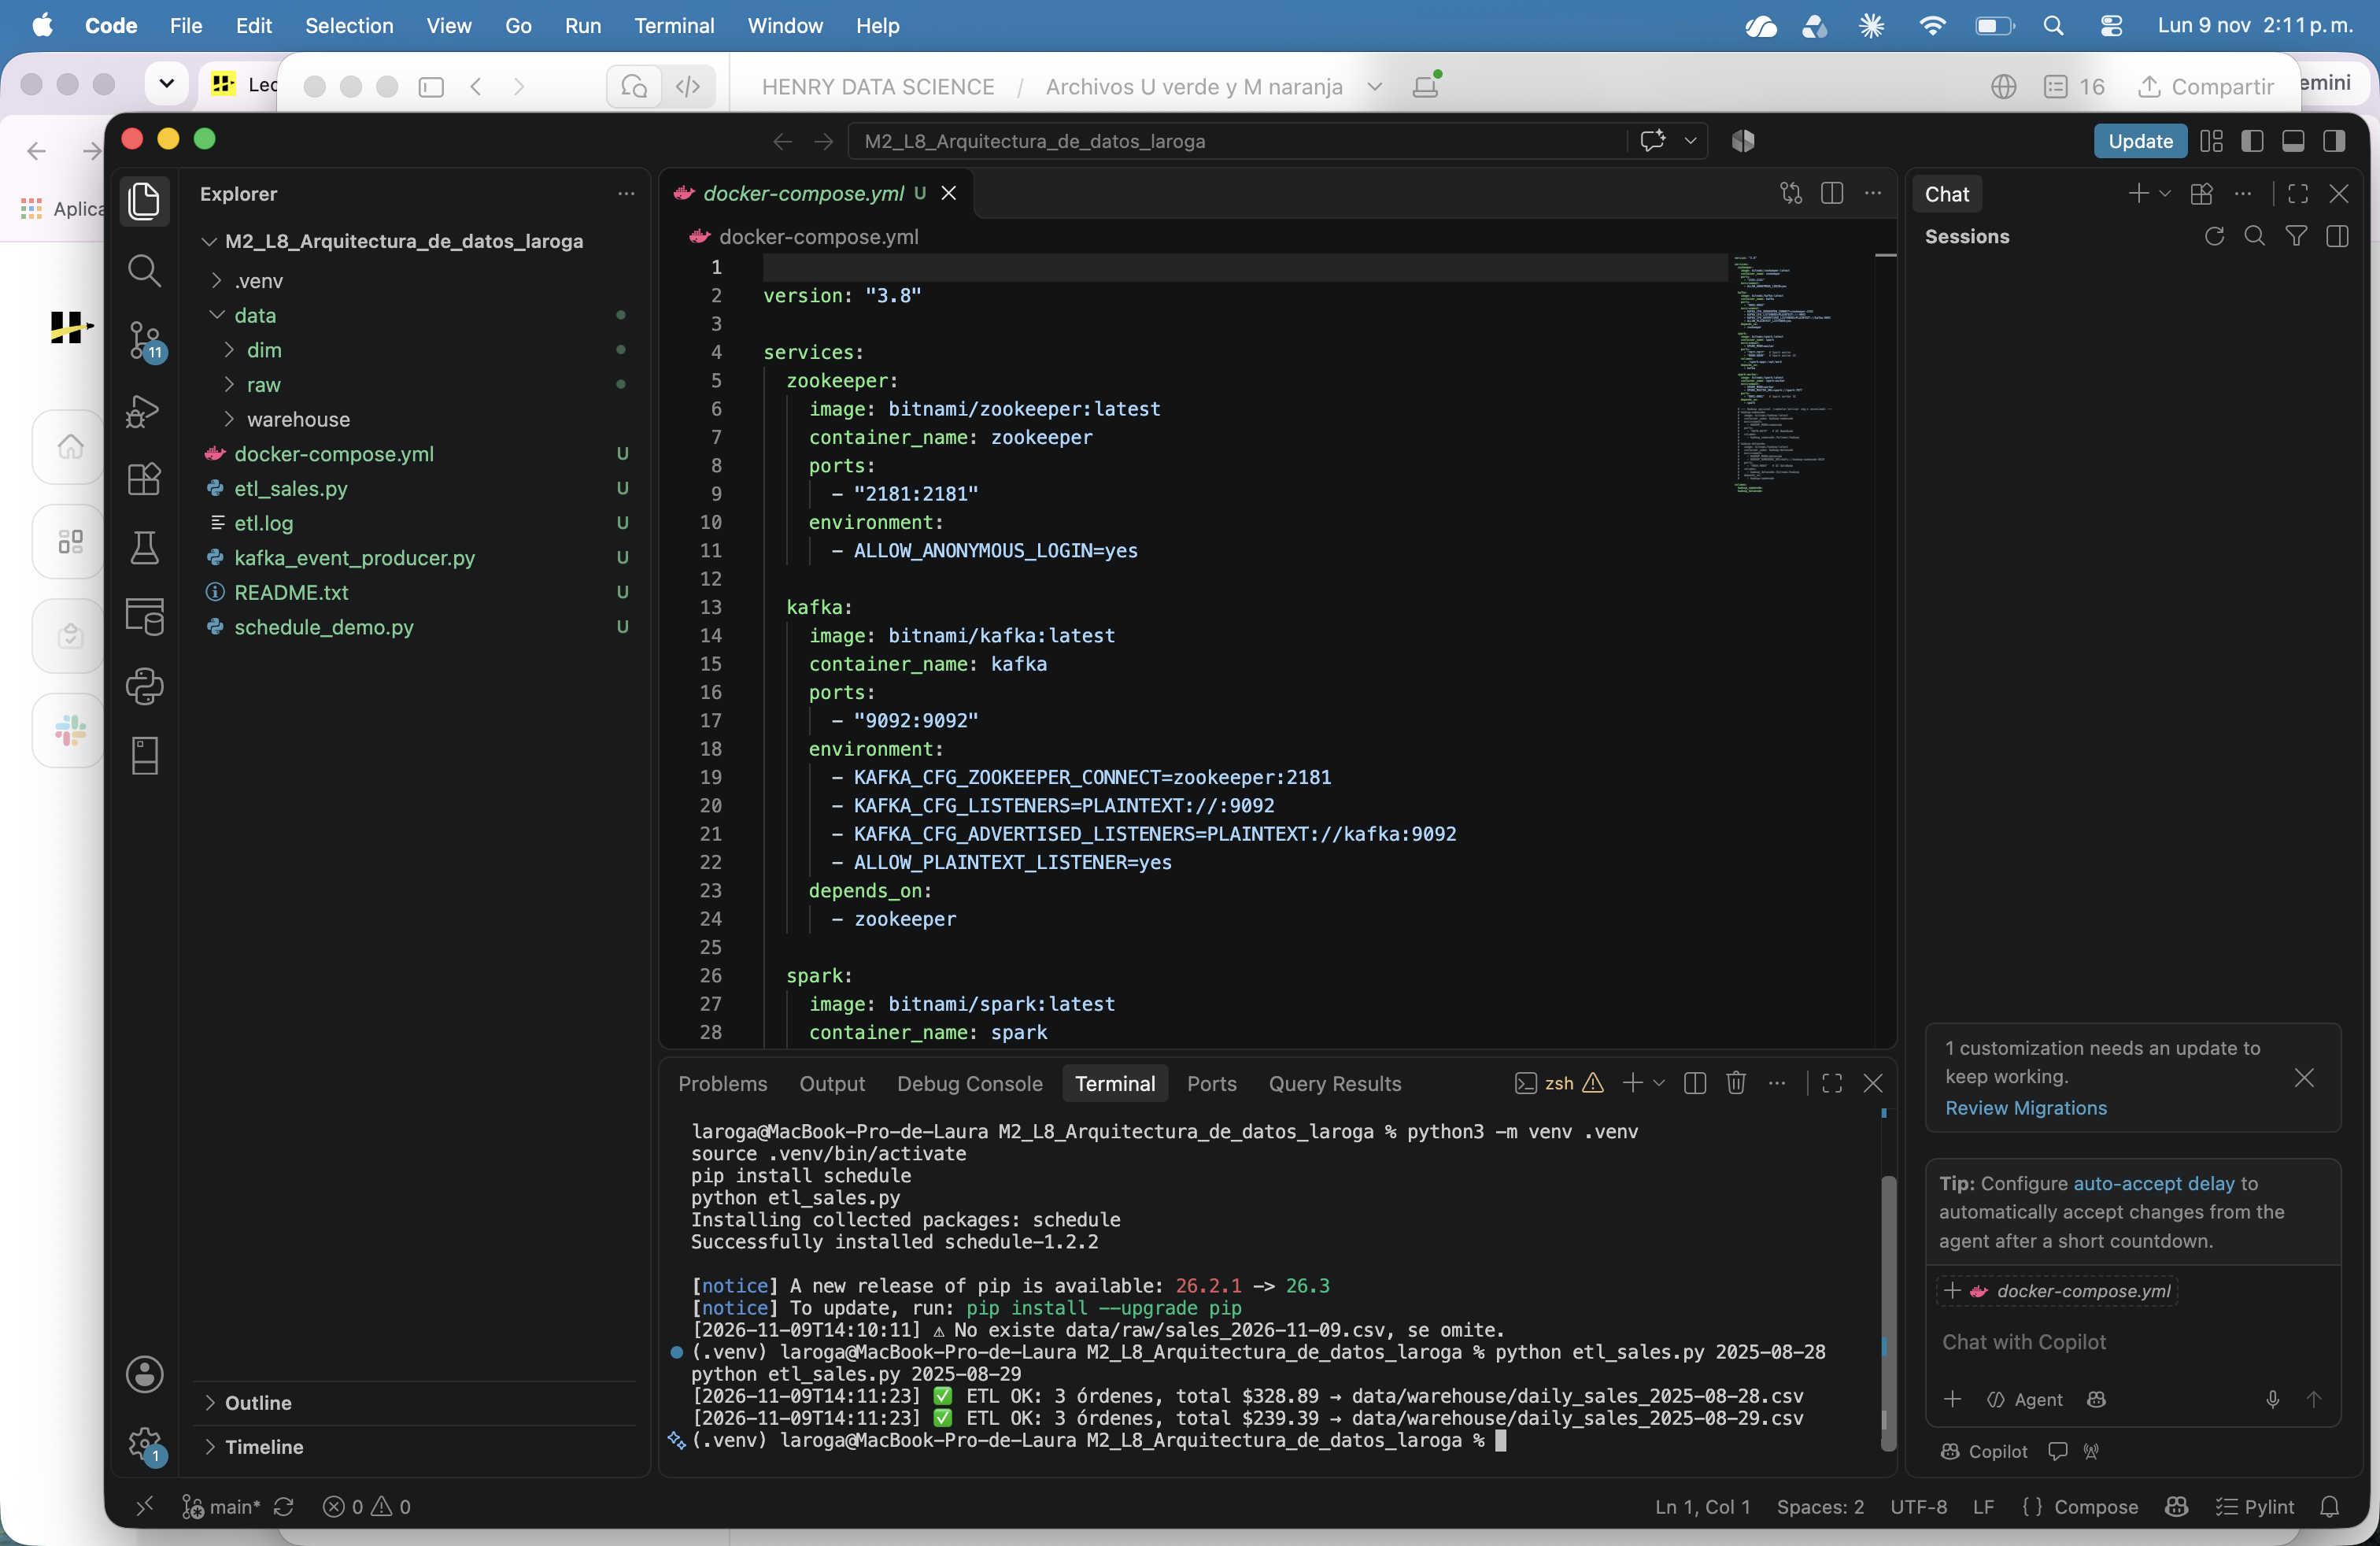 Code File Edit Selection View Go Run Terminal Window Help
Lun 9 nov 2:11 p.m.
Lec
HENRY DATA SCIENCE / Archivos U verde y M naranja
16
Compartir
emini
Aplica
M2_L8_Arquitectura_de_datos_laroga
Update
Explorer
M2_L8_Arquitectura_de_datos_laroga
.venv
data
dim
raw
warehouse
docker-compose.yml U
etl_sales.py U
etl.log U
kafka_event_producer.py U
README.txt U
schedule_demo.py U
11
1
Outline
Timeline
docker-compose.yml U
docker-compose.yml
1
2 version: "3.8"
3
4 services:
5 zookeeper:
6 image: bitnami/zookeeper:latest
7 container_name: zookeeper
8 ports:
9 - "2181:2181"
10 environment:
11 - ALLOW_ANONYMOUS_LOGIN=yes
12
13 kafka:
14 image: bitnami/kafka:latest
15 container_name: kafka
16 ports:
17 - "9092:9092"
18 environment:
19 - KAFKA_CFG_ZOOKEEPER_CONNECT=zookeeper:2181
20 - KAFKA_CFG_LISTENERS=PLAINTEXT://:9092
21 - KAFKA_CFG_ADVERTISED_LISTENERS=PLAINTEXT://kafka:9092
22 - ALLOW_PLAINTEXT_LISTENER=yes
23 depends_on:
24 - zookeeper
25
26 spark:
27 image: bitnami/spark:latest
28 container_name: spark
Problems Output Debug Console Terminal Ports Query Results
zsh
laroga@MacBook-Pro-de-Laura M2_L8_Arquitectura_de_datos_laroga % python3 -m venv .venv
source .venv/bin/activate
pip install schedule
python etl_sales.py
Installing collected packages: schedule
Successfully installed schedule-1.2.2
[notice] A new release of pip is available: 26.2.1 -> 26.3
[notice] To update, run: pip install --upgrade pip
[2026-11-09T14:10:11] ⚠ No existe data/raw/sales_2026-11-09.csv, se omite.
(.venv) laroga@MacBook-Pro-de-Laura M2_L8_Arquitectura_de_datos_laroga % python etl_sales.py 2025-08-28
python etl_sales.py 2025-08-29
[2026-11-09T14:11:23] ✅ ETL OK: 3 órdenes, total $328.89 → data/warehouse/daily_sales_2025-08-28.csv
[2026-11-09T14:11:23] ✅ ETL OK: 3 órdenes, total $239.39 → data/warehouse/daily_sales_2025-08-29.csv
(.venv) laroga@MacBook-Pro-de-Laura M2_L8_Arquitectura_de_datos_laroga %
Chat
Sessions
1 customization needs an update to
keep working.
Review Migrations
Tip: Configure auto-accept delay to
automatically accept changes from the
agent after a short countdown.
docker-compose.yml
Chat with Copilot
Agent
Copilot
main* 0 0
Ln 1, Col 1 Spaces: 2 UTF-8 LF { } Compose Pylint